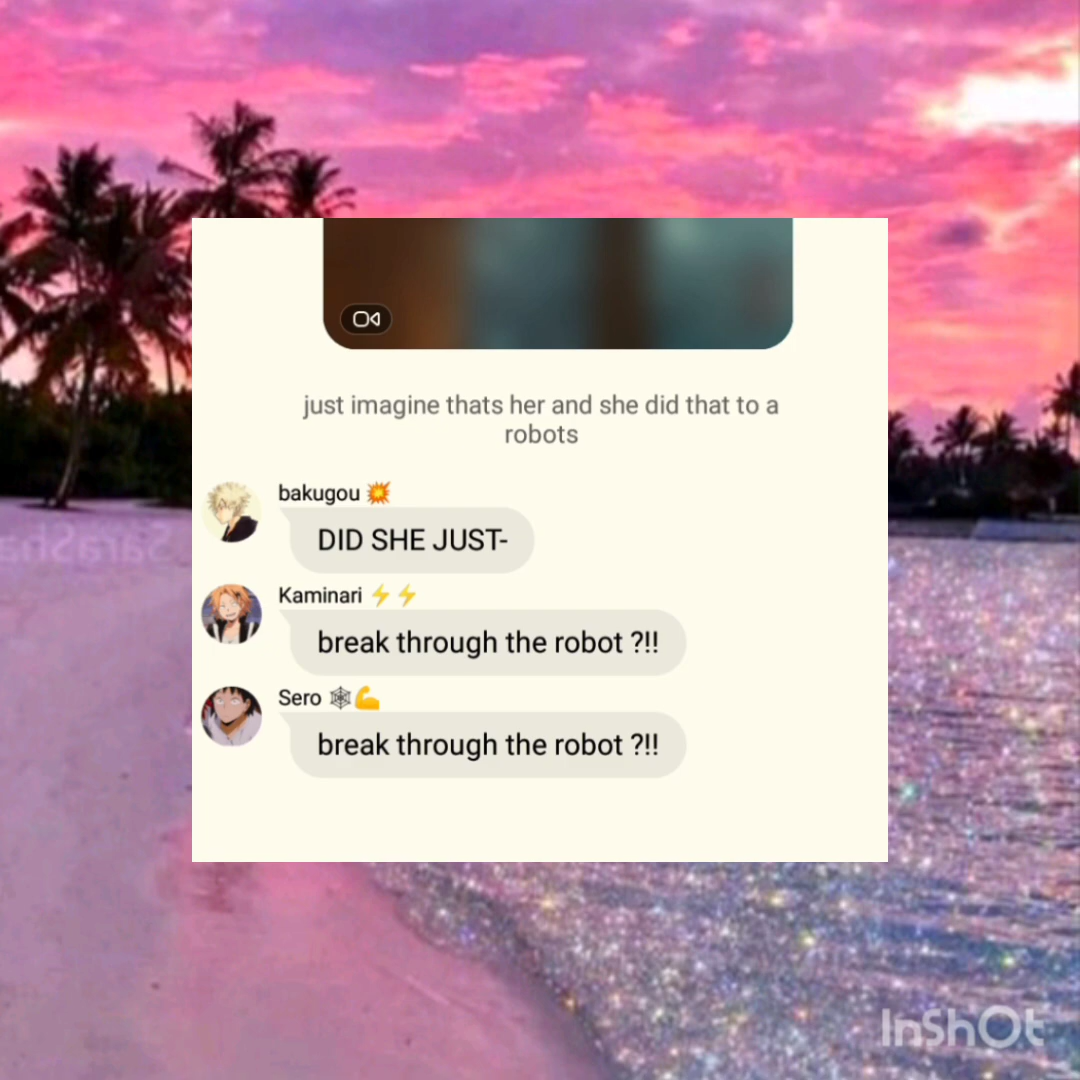 just imagine thats her and she did that to a
robots
bakugou 💥
DID SHE JUST-
Kaminari ⚡⚡
break through the robot ?!!
Sero 🕸💪
break through the robot ?!!
InShOt